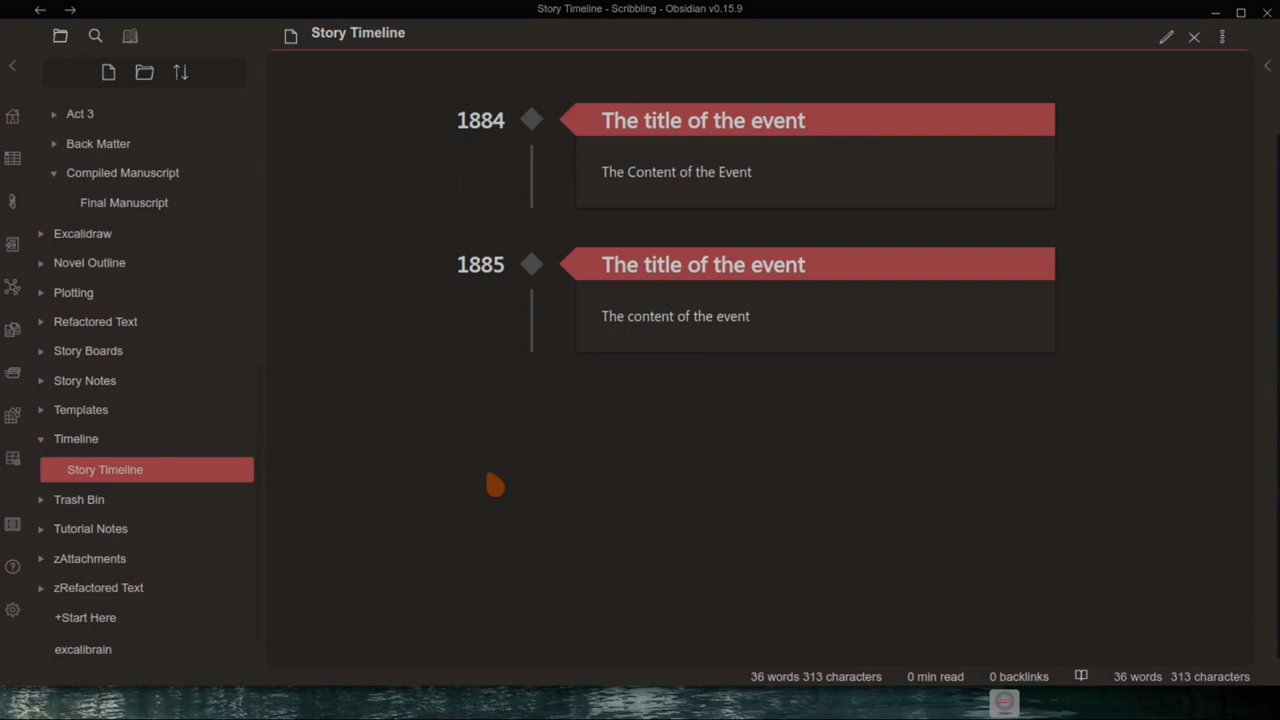 Story Timeline - Scribbling - Obsidian v0.15.9
Story Timeline
Act 3
Back Matter
Compiled Manuscript
Final Manuscript
Excalidraw
Novel Outline
Plotting
Refactored Text
Story Boards
Story Notes
Templates
Timeline
Story Timeline
Trash Bin
Tutorial Notes
zAttachments
zRefactored Text
+Start Here
excalibrain
1884
The title of the event
The Content of the Event
1885
The title of the event
The content of the event
36 words 313 characters 0 min read 0 backlinks 36 words 313 characters